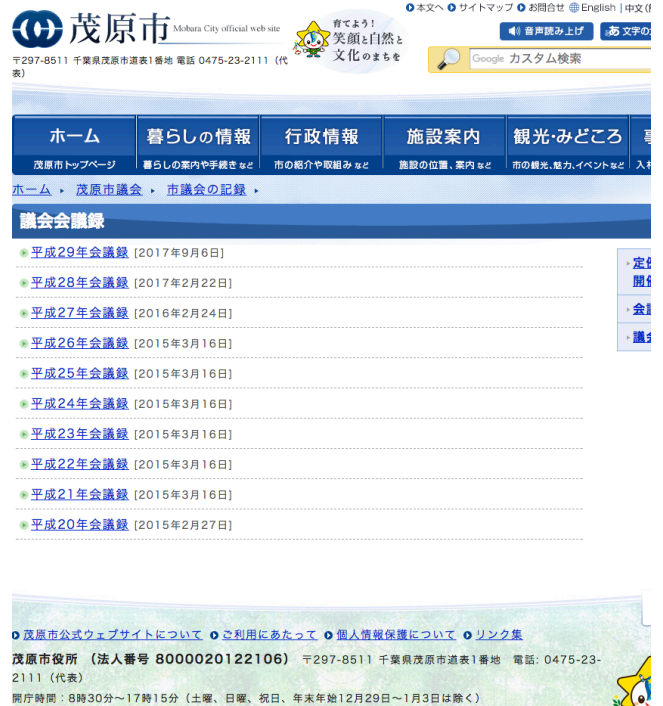 本文へ サイトマップ お問合せ English 中文
茂原市 Mobara City official web site
育てよう！
笑顔と自然と
文化のまちを
音声読み上げ
〒297-8511 千葉県茂原市道表1番地 電話 0475-23-2111（代
表）
Google カスタム検索
ホーム 暮らしの情報 行政情報 施設案内 観光・みどころ
茂原市トップページ 暮らしの案内や手続きなど 市の紹介や取組みなど 施設の位置、案内など 市の観光、魅力、イベントなど
ホーム 茂原市議会 市議会の記録
議会会議録
平成29年会議録 [2017年9月6日]
平成28年会議録 [2017年2月22日]
平成27年会議録 [2016年2月24日]
平成26年会議録 [2015年3月16日]
平成25年会議録 [2015年3月16日]
平成24年会議録 [2015年3月16日]
平成23年会議録 [2015年3月16日]
平成22年会議録 [2015年3月16日]
平成21年会議録 [2015年3月16日]
平成20年会議録 [2015年2月27日]
茂原市公式ウェブサイトについて ご利用にあたって 個人情報保護について リンク集
茂原市役所 （法人番号 8000020122106） 〒297-8511 千葉県茂原市道表1番地 電話: 0475-23-
2111（代表）
開庁時間：8時30分～17時15分（土曜、日曜、祝日、年末年始12月29日～1月3日は除く）